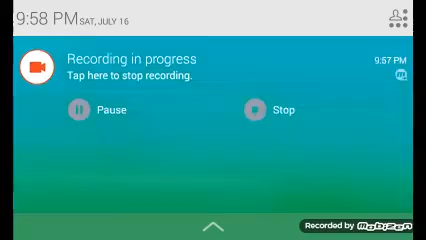 9:58 PM SAT, JULY 16
Recording in progress
9:57 PM
Tap here to stop recording.
Pause
Stop
Recorded by mobizen